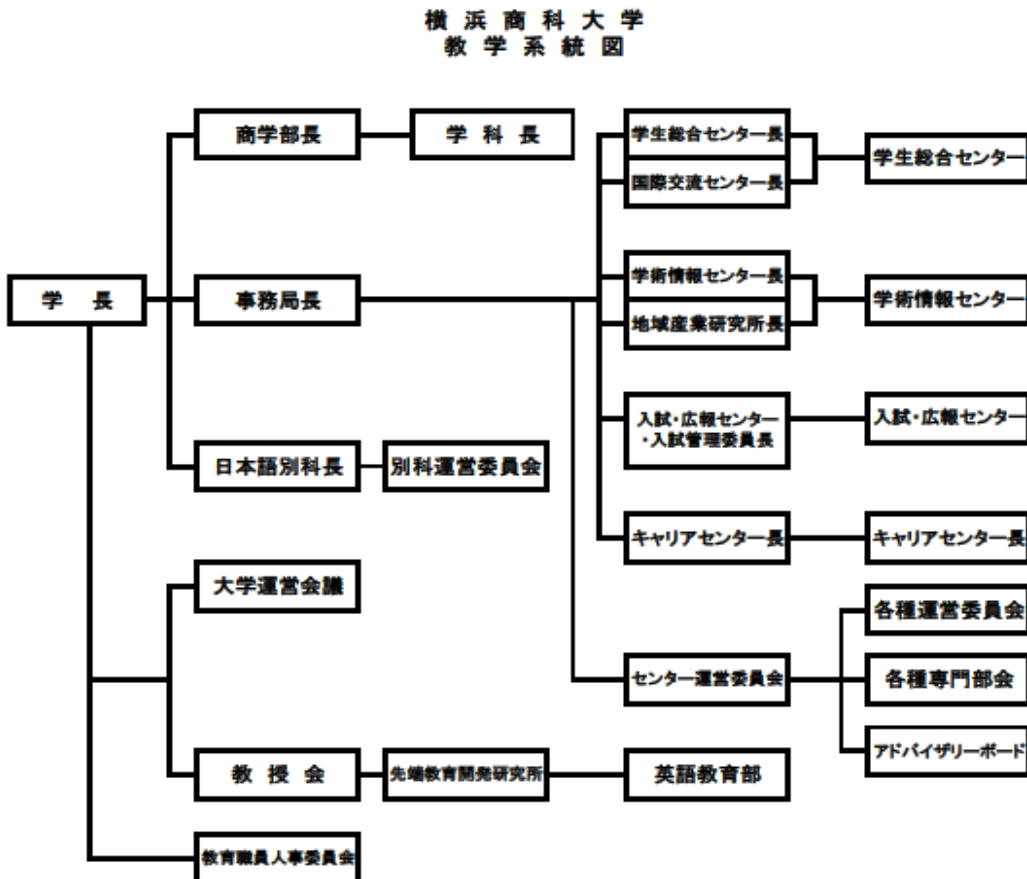 横浜商科大学
教学系統図
商学部長
学科長
学生総合センター長
国際交流センター長
学生総合センター
学長
事務局長
学術情報センター長
地域産業研究所長
学術情報センター
入試・広報センター
・入試管理委員長
入試・広報センター
日本語別科長
別科運営委員会
キャリアセンター長
キャリアセンター長
大学運営会議
各種運営委員会
センター運営委員会
各種専門部会
アドバイザリーボード
教授会
先端教育開発研究所
英語教育部
教育職員人事委員会